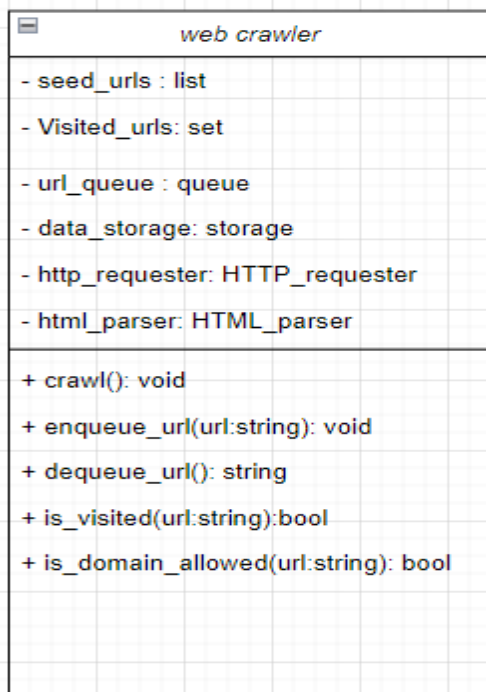 web crawler
- seed_urls : list
- Visited_urls: set
- url_queue : queue
- data_storage: storage
- http_requester: HTTP_requester
- html_parser: HTML_parser
+ crawl(): void
+ enqueue_url(url:string): void
+ dequeue_url(): string
+ is_visited(url:string):bool
+ is_domain_allowed(url:string): bool